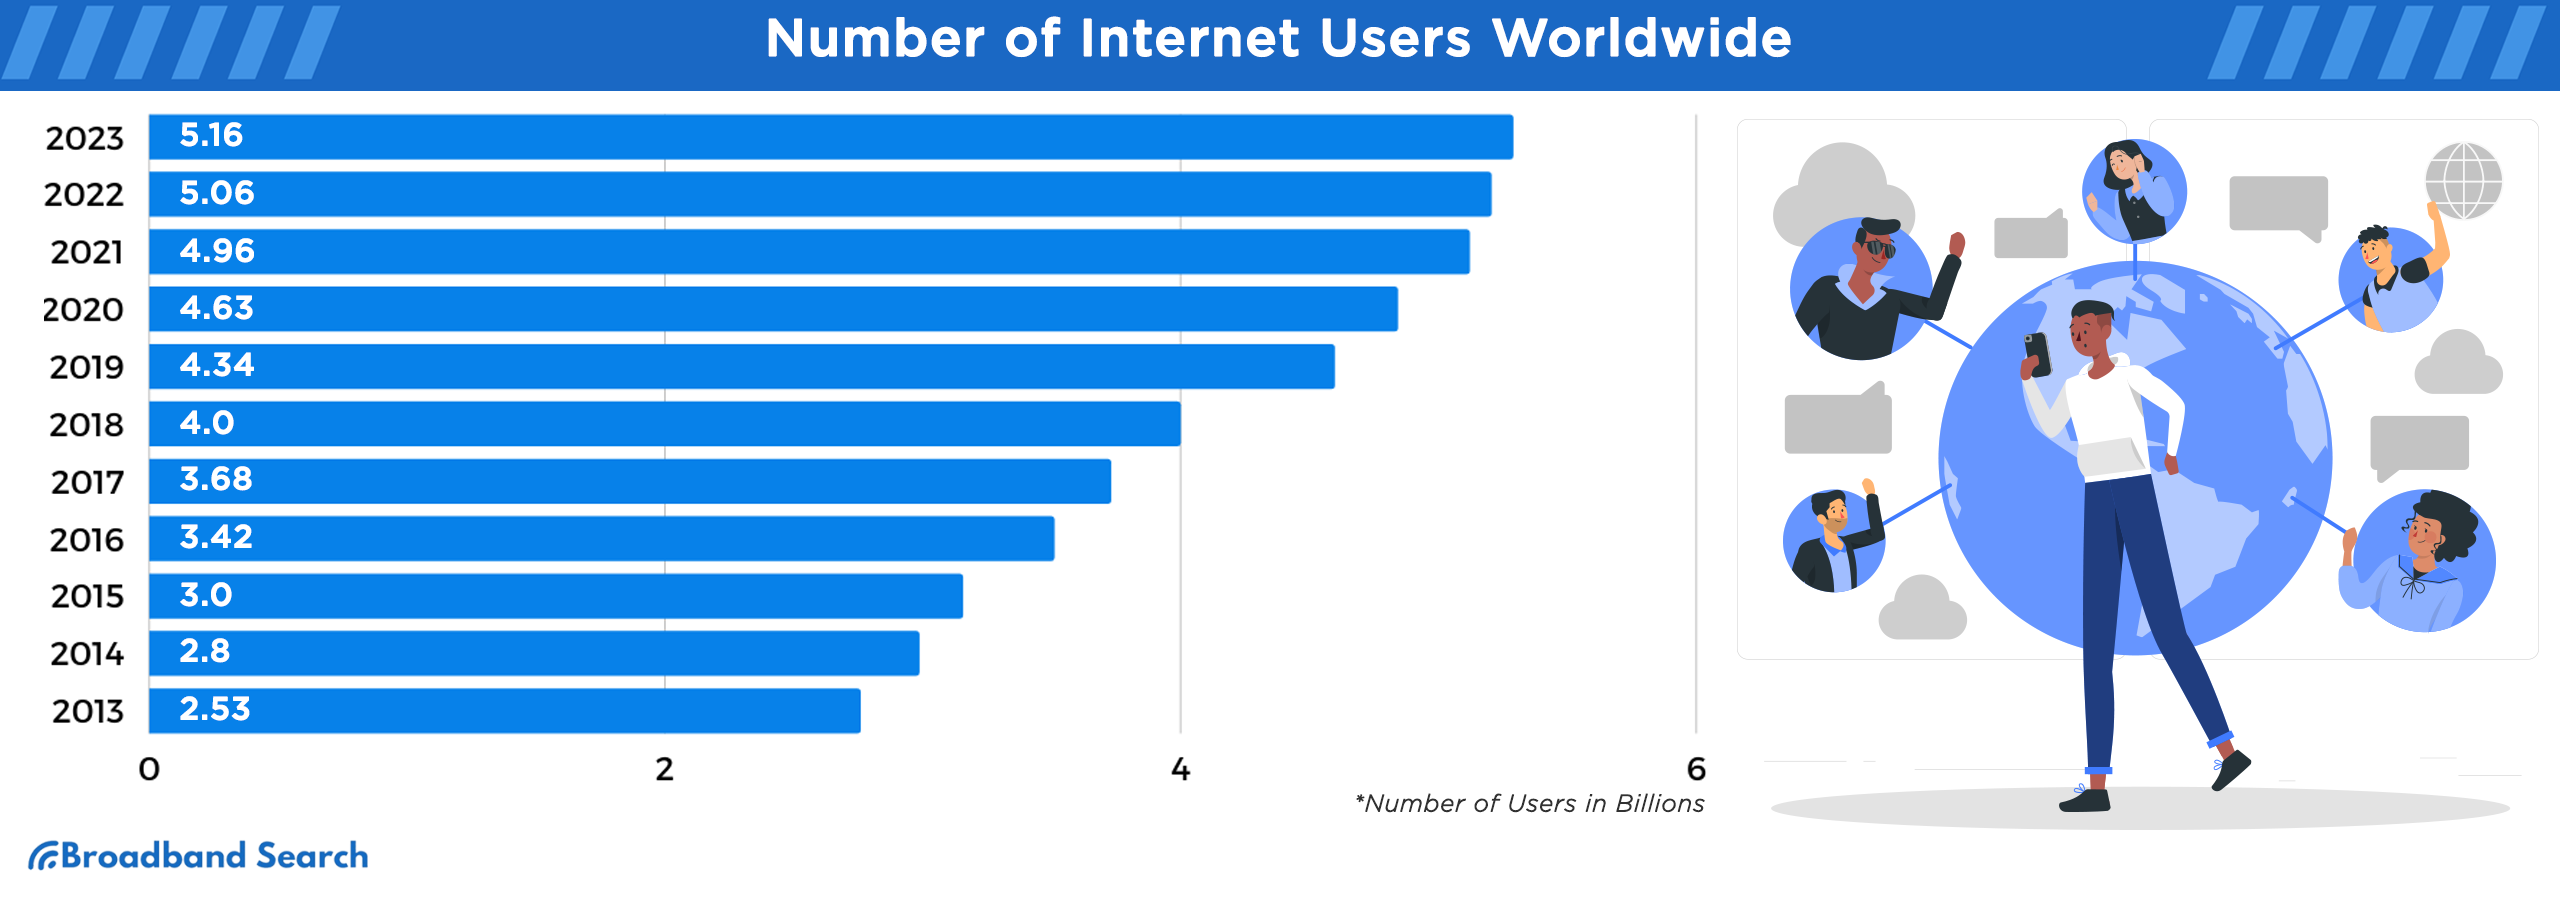 Number of Internet Users Worldwide
2023 5.16
2022 5.06
2021 4.96
2020 4.63
2019 4.34
2018 4.0
2017 3.68
2016 3.42
2015 3.0
2014 2.8
2013 2.53
0 2 4 6
*Number of Users in Billions
Broadband Search